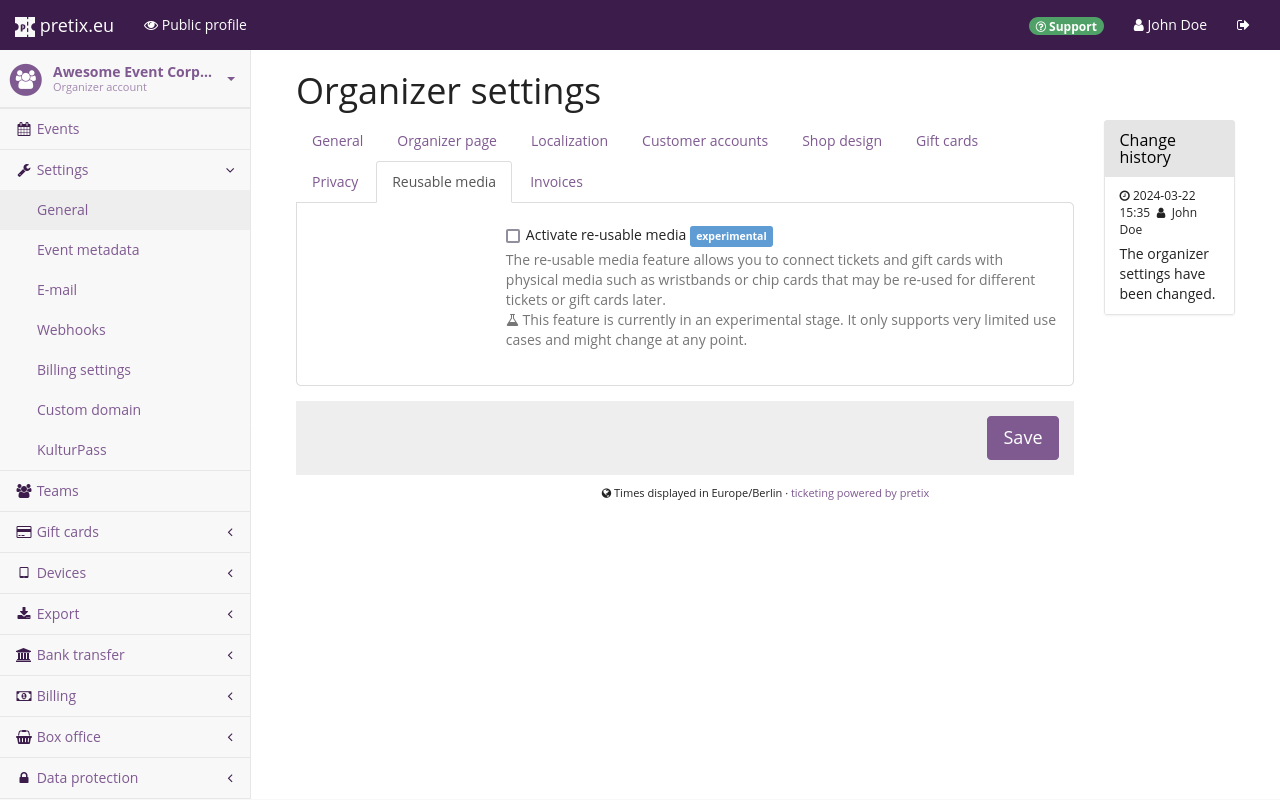 pretix.eu
Public profile
Support
John Doe
Awesome Event Corp...
Organizer account
Events
Settings
General
Event metadata
E-mail
Webhooks
Billing settings
Custom domain
KulturPass
Teams
Gift cards
Devices
Export
Bank transfer
Billing
Box office
Data protection
Organizer settings
General
Organizer page
Localization
Customer accounts
Shop design
Gift cards
Privacy
Reusable media
Invoices
Activate re-usable media experimental
The re-usable media feature allows you to connect tickets and gift cards with
physical media such as wristbands or chip cards that may be re-used for different
tickets or gift cards later.
This feature is currently in an experimental stage. It only supports very limited use
cases and might change at any point.
Save
Times displayed in Europe/Berlin · ticketing powered by pretix
Change
history
2024-03-22
15:35 John
Doe
The organizer
settings have
been changed.